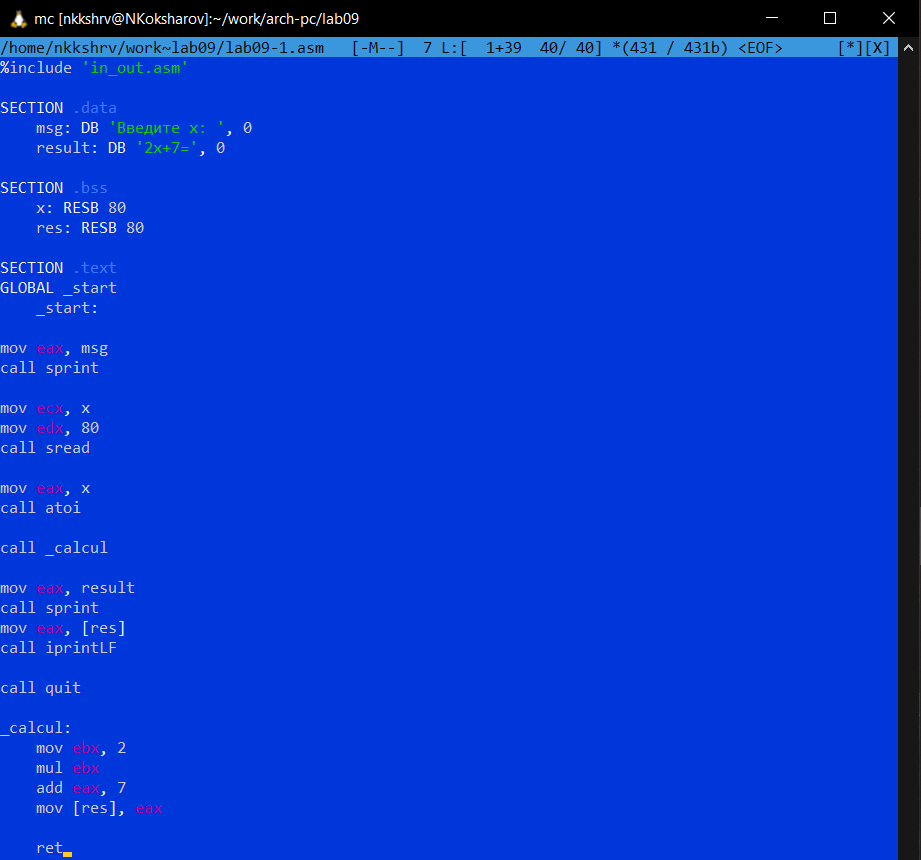 mc [nkkshrv@NKoksharov]:~/work/arch-pc/lab09
/home/nkkshrv/work~lab09/lab09-1.asm   [-M--]  7 L:[  1+39  40/ 40] *(431 / 431b) <EOF>      [*][X]
%include 'in_out.asm'

SECTION .data
    msg: DB 'Введите x: ', 0
    result: DB '2x+7=', 0

SECTION .bss
    x: RESB 80
    res: RESB 80

SECTION .text
GLOBAL _start
    _start:

mov eax, msg
call sprint

mov ecx, x
mov edx, 80
call sread

mov eax, x
call atoi

call _calcul

mov eax, result
call sprint
mov eax, [res]
call iprintLF

call quit

_calcul:
    mov ebx, 2
    mul ebx
    add eax, 7
    mov [res], eax

    ret